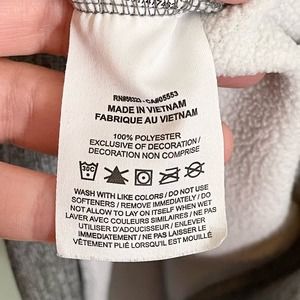 RN#56323 - CA#05553
MADE IN VIETNAM
FABRIQUE AU VIETNAM
100% POLYESTER
EXCLUSIVE OF DECORATION /
DECORATION NON COMPRISE
30C
WASH WITH LIKE COLORS / DO NOT USE
SOFTENERS / REMOVE IMMEDIATELY / DO
NOT ALLOW TO LAY ON ITSELF WHEN WET
LAVER AVEC COULEURS SIMILAIRES / NE PAS
UTILISER D'ADOUCISSEUR / ENLEVER
IMMÉDIATEMENT / NE PAS LAISSER LE
VÊTEMENT PLIÉ LORSQU'IL EST MOUILLÉ